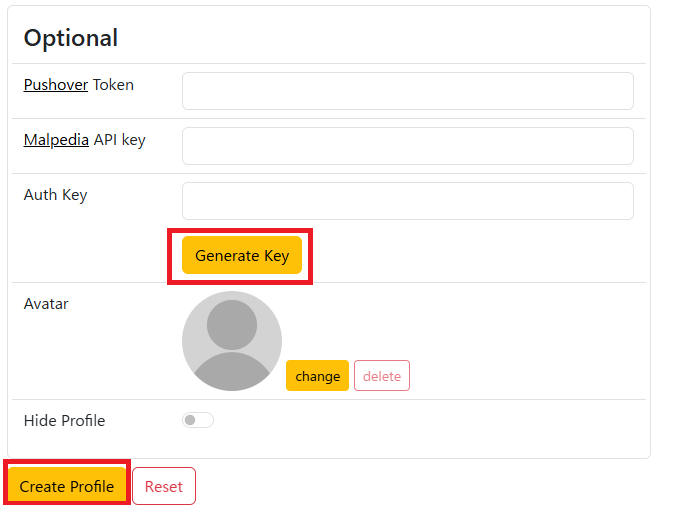 Optional
Pushover Token
Malpedia API key
Auth Key
Generate Key
Avatar
change delete
Hide Profile
Create Profile Reset